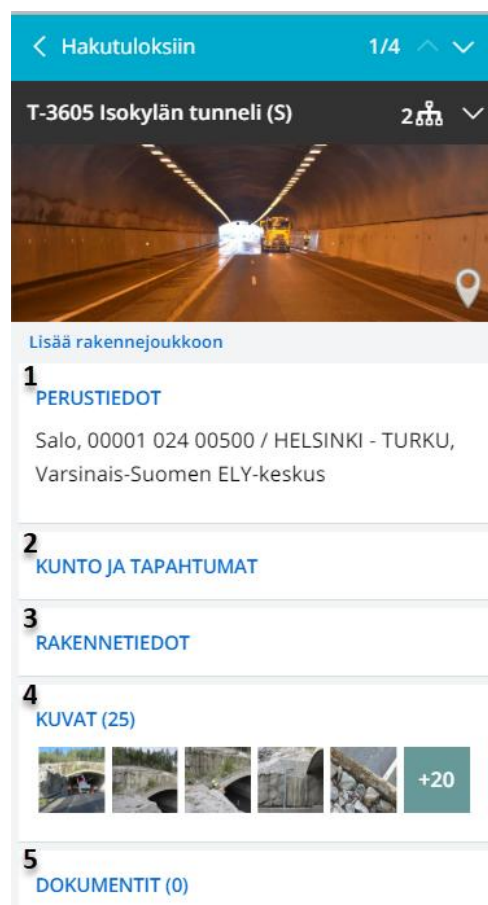 Hakutuloksiin 1/4
T-3605 Isokylän tunneli (S) 2
Lisää rakennejoukkoon
1
PERUSTIEDOT
Salo, 00001 024 00500 / HELSINKI - TURKU,
Varsinais-Suomen ELY-keskus
2
KUNTO JA TAPAHTUMAT
3
RAKENNETIEDOT
4
KUVAT (25)
+20
5
DOKUMENTIT (0)